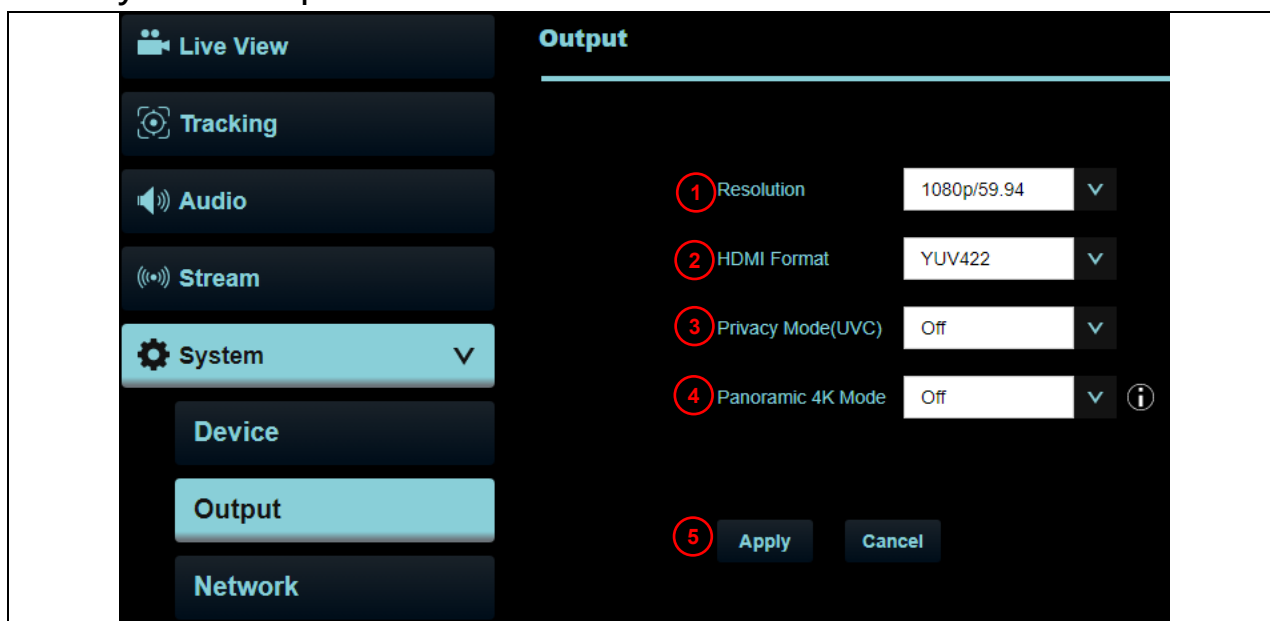 Live View
Tracking
Audio
Stream
System
Device
Output
Network
Output
1 Resolution 1080p/59.94
2 HDMI Format YUV422
3 Privacy Mode(UVC) Off
4 Panoramic 4K Mode Off
5 Apply Cancel